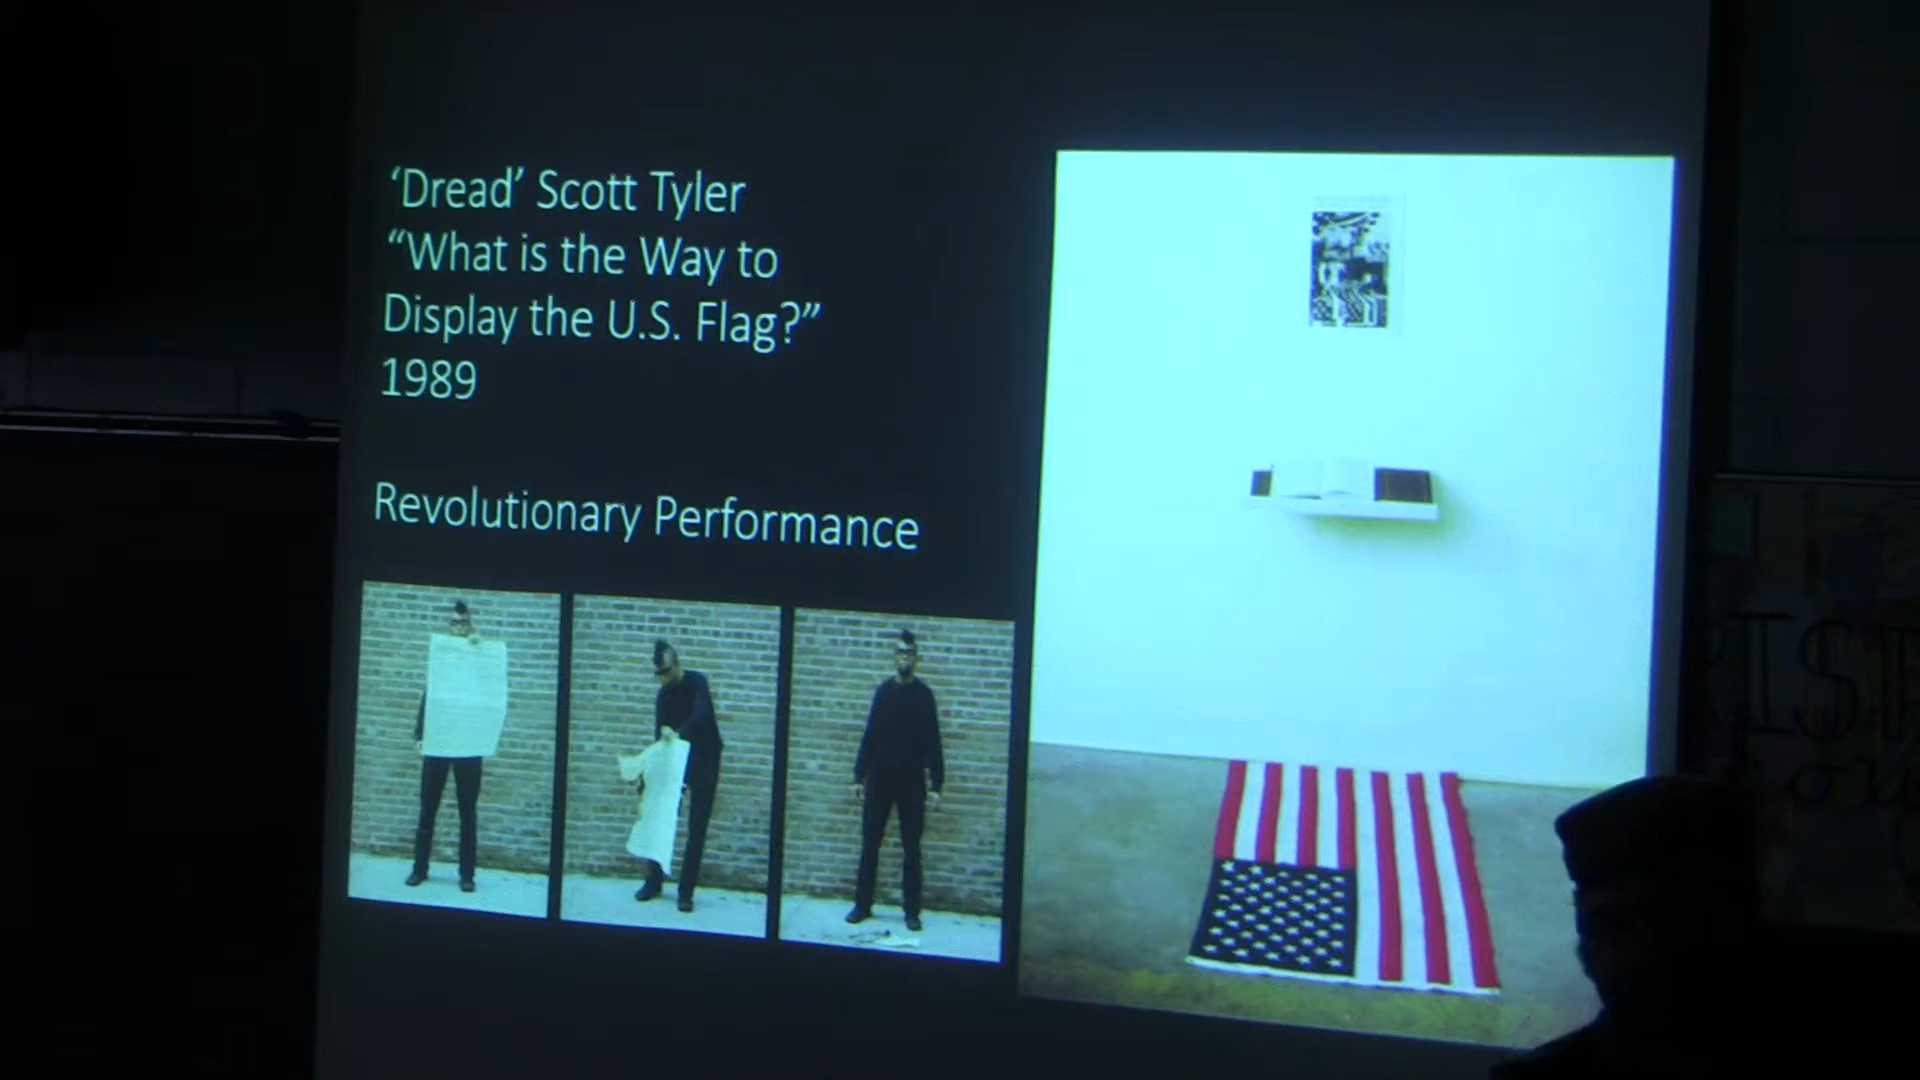 ‘Dread’ Scott Tyler
“What is the Way to
Display the U.S. Flag?”
1989
Revolutionary Performance